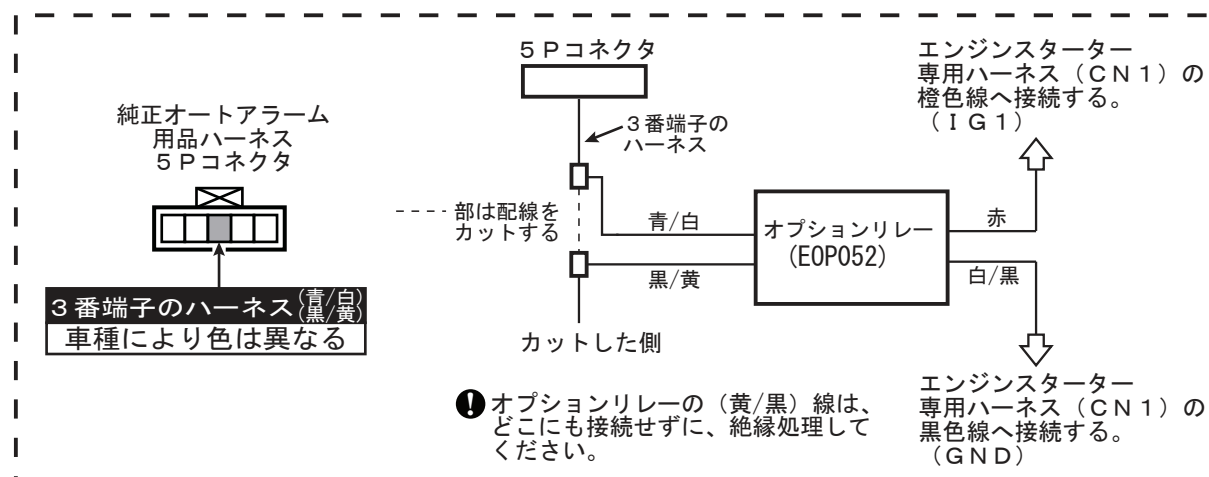 純正オートアラーム
用品ハーネス
５Ｐコネクタ
３番端子のハーネス(青/白)(黒/黄)
車種により色は異なる
５Ｐコネクタ
３番端子の
ハーネス
----部は配線を
カットする
青/白
黒/黄
カットした側
オプションリレー
(EOP052)
赤
白/黒
エンジンスターター
専用ハーネス（ＣＮ１）の
橙色線へ接続する。
（ＩＧ１）
エンジンスターター
専用ハーネス（ＣＮ１）の
黒色線へ接続する。
（ＧＮＤ）
オプションリレーの（黄/黒）線は、
どこにも接続せずに、絶縁処理して
ください。